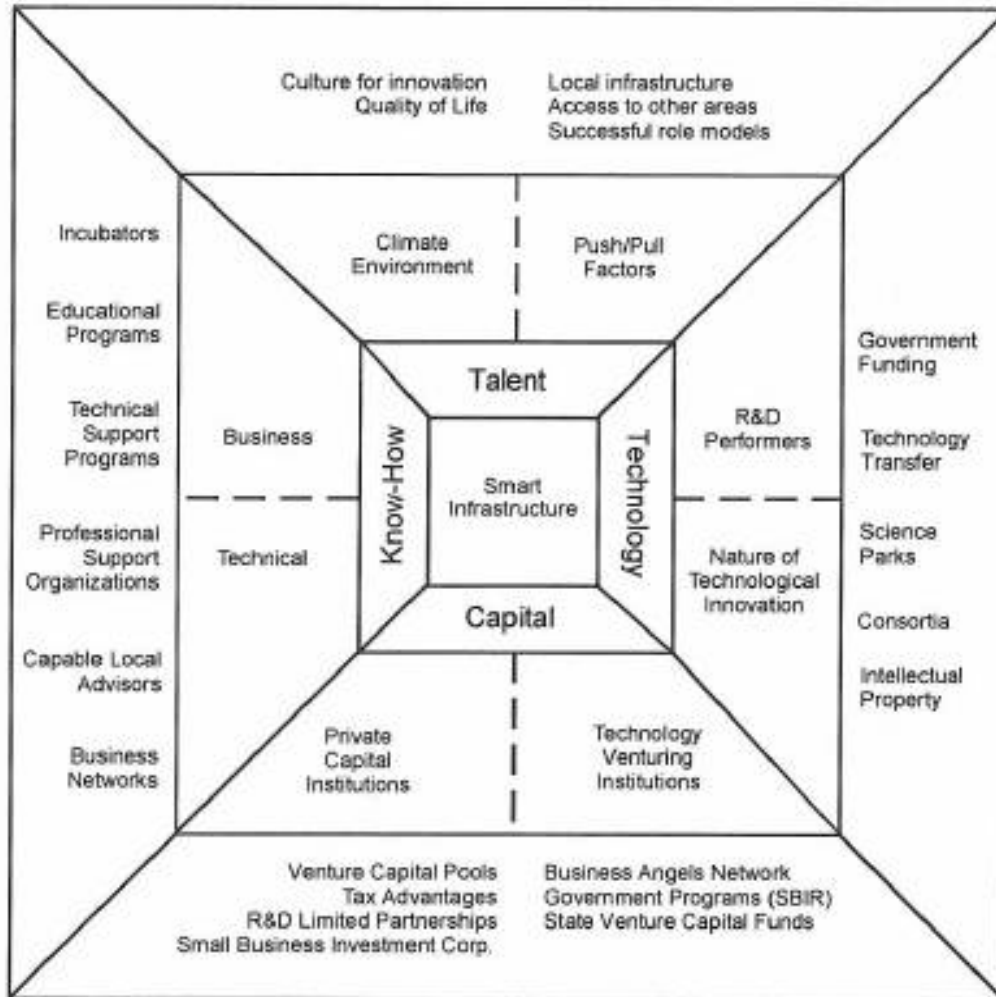 Culture for innovation
Quality of Life
Local infrastructure
Access to other areas
Successful role models
Climate
Environment
Push/Pull
Factors
Incubators
Educational
Programs
Technical
Support
Programs
Professional
Support
Organizations
Capable Local
Advisors
Business
Networks
Business
Technical
Know-How
Talent
Smart
Infrastructure
Capital
Technology
R&D
Performers
Nature of
Technological
Innovation
Government
Funding
Technology
Transfer
Science
Parks
Consortia
Intellectual
Property
Private
Capital
Institutions
Technology
Venturing
Institutions
Venture Capital Pools
Tax Advantages
R&D Limited Partnerships
Small Business Investment Corp.
Business Angels Network
Government Programs (SBIR)
State Venture Capital Funds